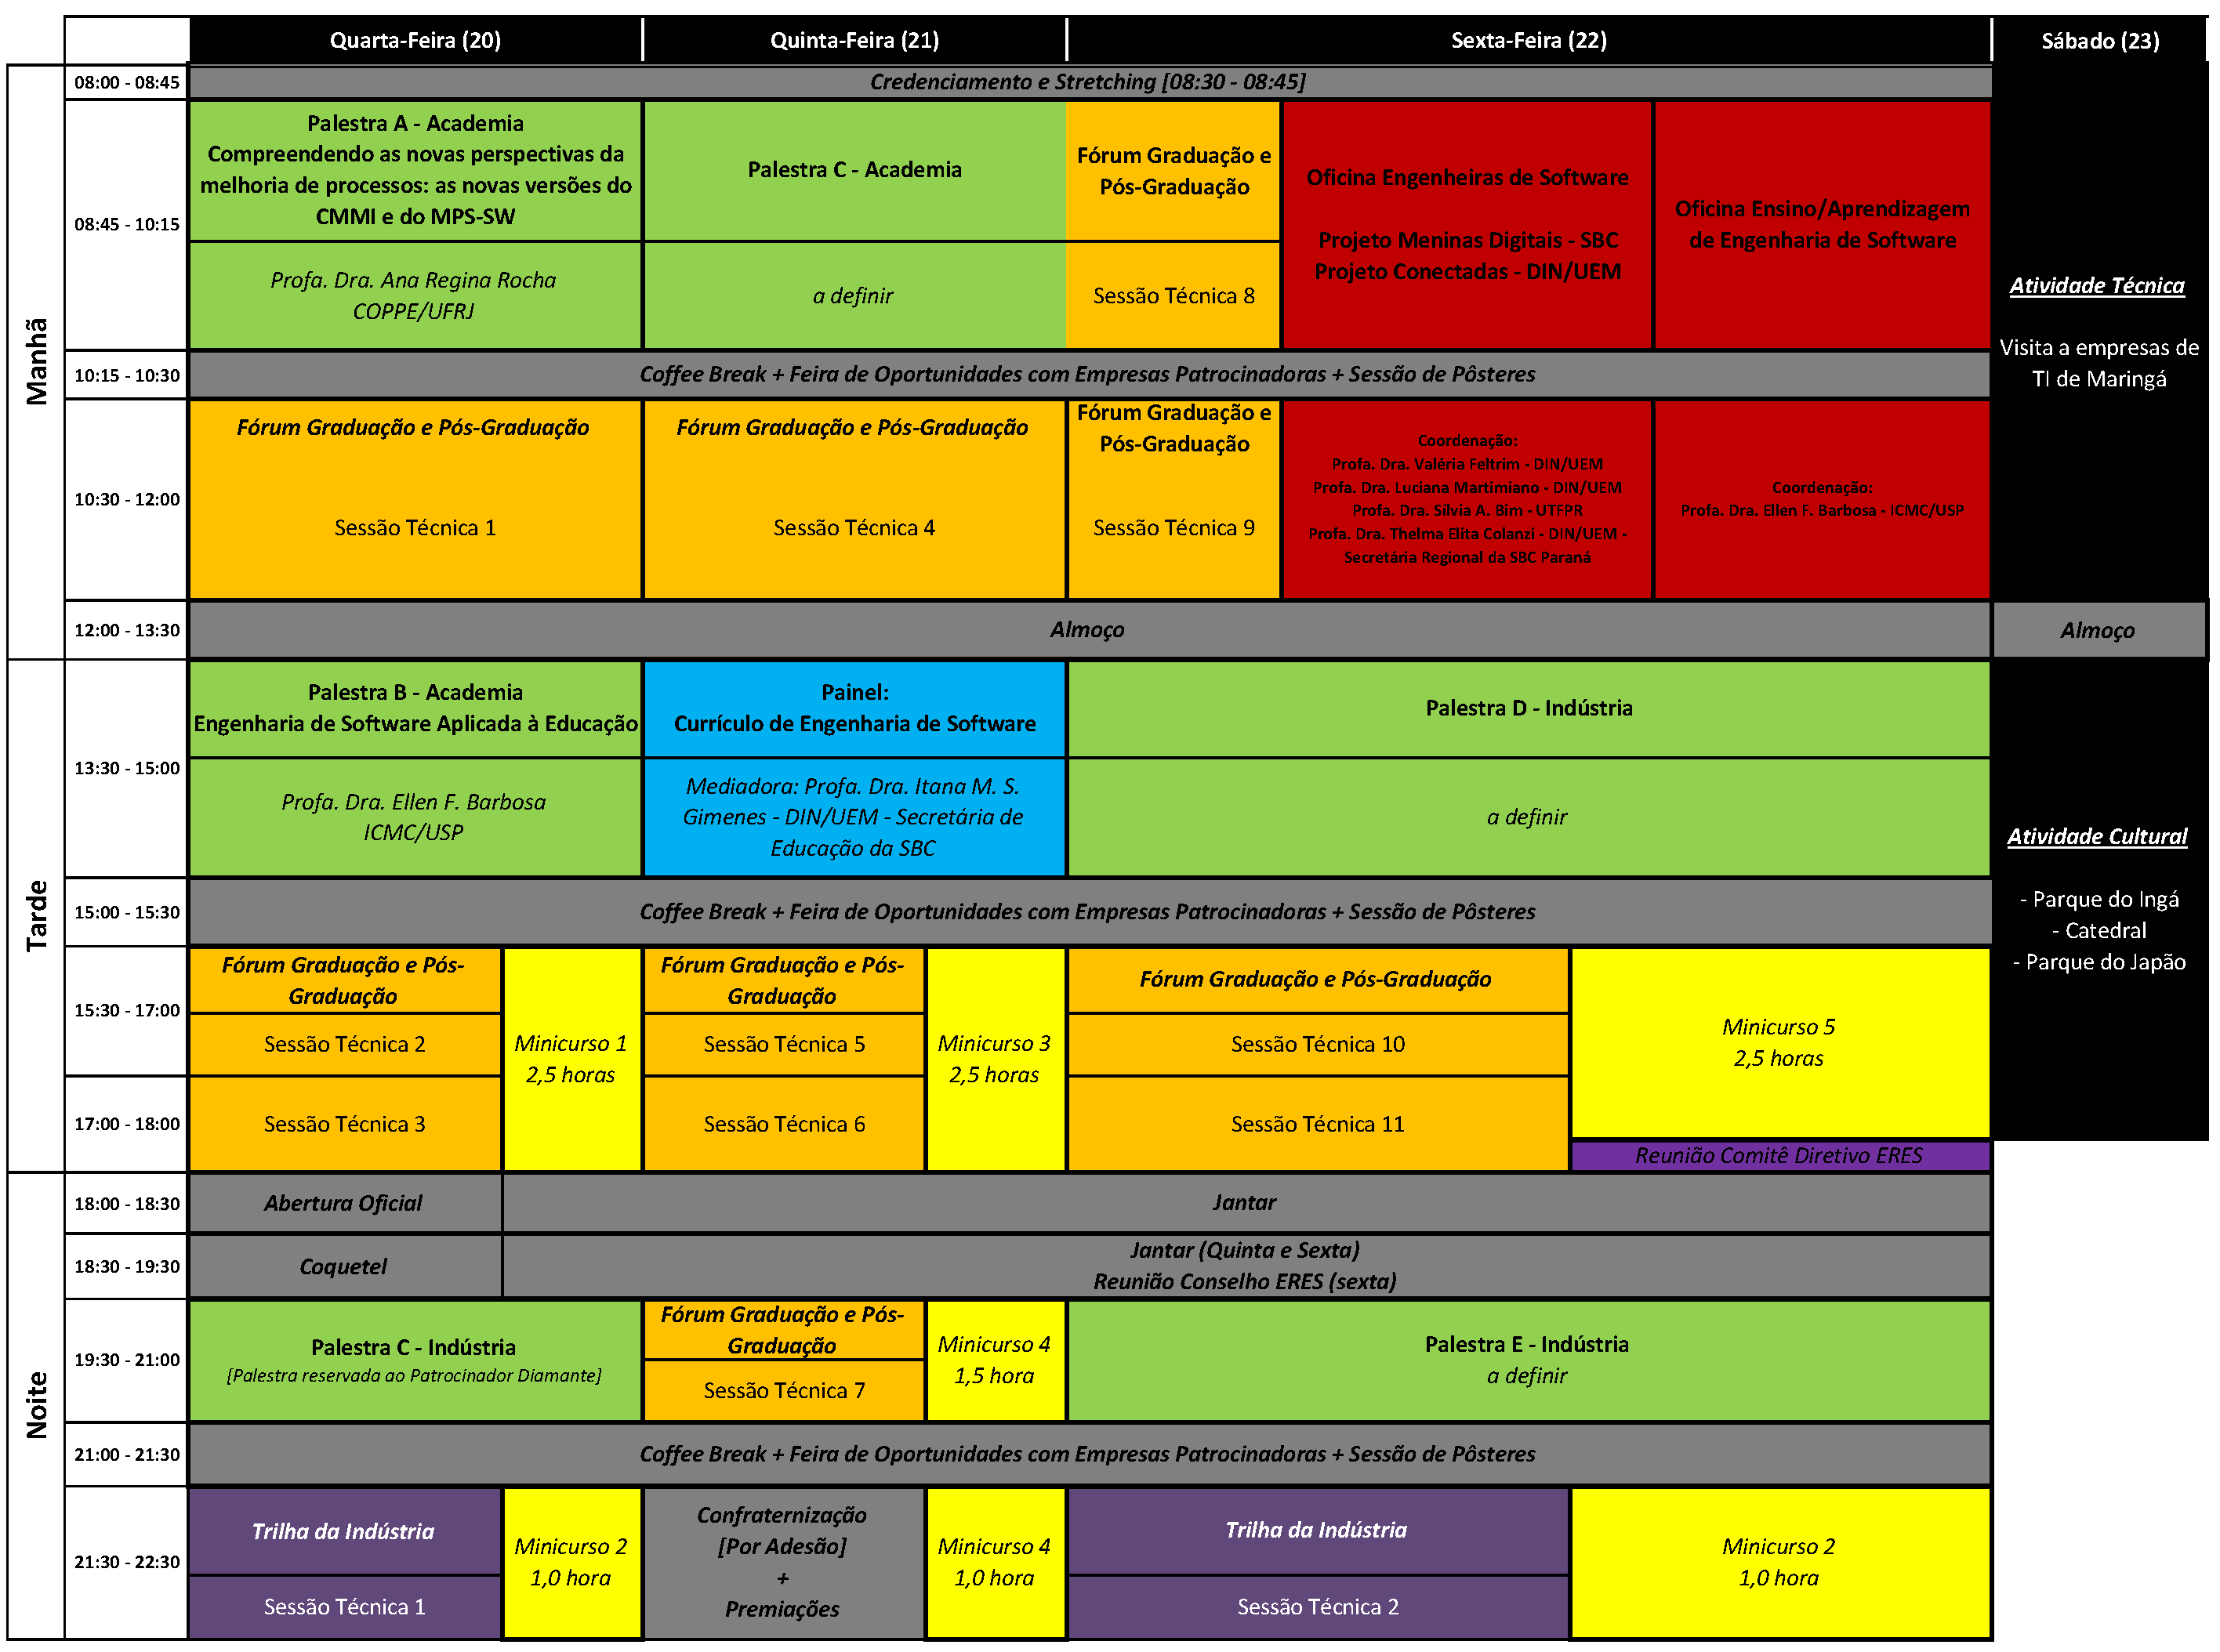 Quarta-Feira (20)
Quinta-Feira (21)
Sexta-Feira (22)
Sábado (23)
Manhã
08:00 - 08:45
Credenciamento e Stretching [08:30 - 08:45]
08:45 - 10:15
Palestra A - Academia
Compreendendo as novas perspectivas da
melhoria de processos: as novas versões do
CMMI e do MPS-SW
Profa. Dra. Ana Regina Rocha
COPPE/UFRJ
Palestra C - Academia
a definir
Fórum Graduação e
Pós-Graduação
Sessão Técnica 8
Oficina Engenheiras de Software
Projeto Meninas Digitais - SBC
Projeto Conectadas - DIN/UEM
Oficina Ensino/Aprendizagem
de Engenharia de Software
Atividade Técnica
Visita a empresas de
TI de Maringá
10:15 - 10:30
Coffee Break + Feira de Oportunidades com Empresas Patrocinadoras + Sessão de Pôsteres
10:30 - 12:00
Fórum Graduação e Pós-Graduação
Sessão Técnica 1
Fórum Graduação e Pós-Graduação
Sessão Técnica 4
Fórum Graduação e
Pós-Graduação
Sessão Técnica 9
Coordenação:
Profa. Dra. Valéria Feltrim - DIN/UEM
Profa. Dra. Luciana Martimiano - DIN/UEM
Profa. Dra. Sílvia A. Bim - UTFPR
Profa. Dra. Thelma Elita Colanzi - DIN/UEM -
Secretária Regional da SBC Paraná
Coordenação:
Profa. Dra. Ellen F. Barbosa - ICMC/USP
12:00 - 13:30
Almoço
Almoço
Tarde
13:30 - 15:00
Palestra B - Academia
Engenharia de Software Aplicada à Educação
Profa. Dra. Ellen F. Barbosa
ICMC/USP
Painel:
Currículo de Engenharia de Software
Mediadora: Profa. Dra. Itana M. S.
Gimenes - DIN/UEM - Secretária de
Educação da SBC
Palestra D - Indústria
a definir
Atividade Cultural
- Parque do Ingá
- Catedral
- Parque do Japão
15:00 - 15:30
Coffee Break + Feira de Oportunidades com Empresas Patrocinadoras + Sessão de Pôsteres
15:30 - 17:00
Fórum Graduação e Pós-
Graduação
Sessão Técnica 2
Minicurso 1
2,5 horas
Fórum Graduação e Pós-
Graduação
Sessão Técnica 5
Minicurso 3
2,5 horas
Fórum Graduação e Pós-Graduação
Sessão Técnica 10
Minicurso 5
2,5 horas
17:00 - 18:00
Sessão Técnica 3
Sessão Técnica 6
Sessão Técnica 11
Reunião Comitê Diretivo ERES
Noite
18:00 - 18:30
Abertura Oficial
Jantar
18:30 - 19:30
Coquetel
Jantar (Quinta e Sexta)
Reunião Conselho ERES (sexta)
19:30 - 21:00
Palestra C - Indústria
[Palestra reservada ao Patrocinador Diamante]
Fórum Graduação e Pós-
Graduação
Sessão Técnica 7
Minicurso 4
1,5 hora
Palestra E - Indústria
a definir
21:00 - 21:30
Coffee Break + Feira de Oportunidades com Empresas Patrocinadoras + Sessão de Pôsteres
21:30 - 22:30
Trilha da Indústria
Sessão Técnica 1
Minicurso 2
1,0 hora
Confraternização
[Por Adesão]
+
Premiações
Minicurso 4
1,0 hora
Trilha da Indústria
Sessão Técnica 2
Minicurso 2
1,0 hora